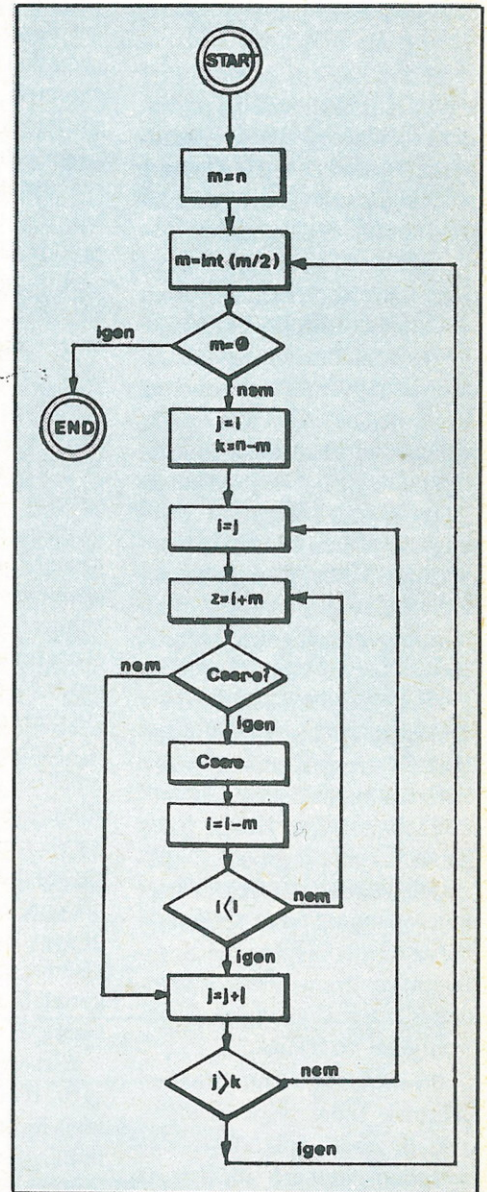 START
m=n
m=int (m/2)
m=0
igen
nem
END
j=1
k=n-m
i=j
z=i+m
nem
Csere?
igen
Csere
i=i-m
i<1
nem
igen
j=j+1
j>k
nem
igen